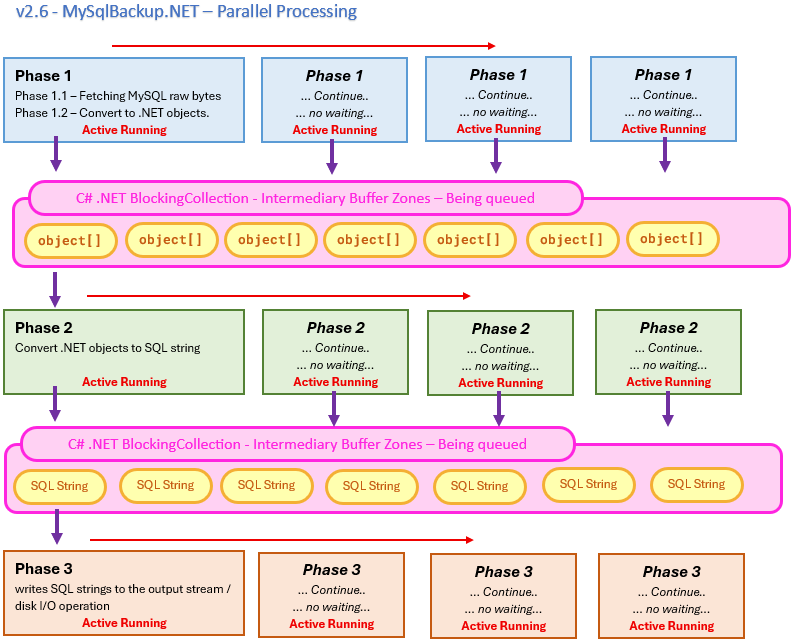 v2.6 - MySqlBackup.NET – Parallel Processing
Phase 1
Phase 1.1 – Fetching MySQL raw bytes
Phase 1.2 – Convert to .NET objects.
Active Running
Phase 1
... Continue..
... no waiting...
Active Running
Phase 1
... Continue..
... no waiting...
Active Running
Phase 1
... Continue..
... no waiting...
Active Running
C# .NET BlockingCollection - Intermediary Buffer Zones – Being queued
object[] object[] object[] object[] object[] object[] object[]
Phase 2
Convert .NET objects to SQL string
Active Running
Phase 2
... Continue..
... no waiting...
Active Running
Phase 2
... Continue..
... no waiting...
Active Running
Phase 2
... Continue..
... no waiting...
Active Running
C# .NET BlockingCollection - Intermediary Buffer Zones – Being queued
SQL String SQL String SQL String SQL String SQL String SQL String SQL String
Phase 3
writes SQL strings to the output stream /
disk I/O operation
Active Running
Phase 3
... Continue..
... no waiting...
Active Running
Phase 3
... Continue..
... no waiting...
Active Running
Phase 3
... Continue..
... no waiting...
Active Running